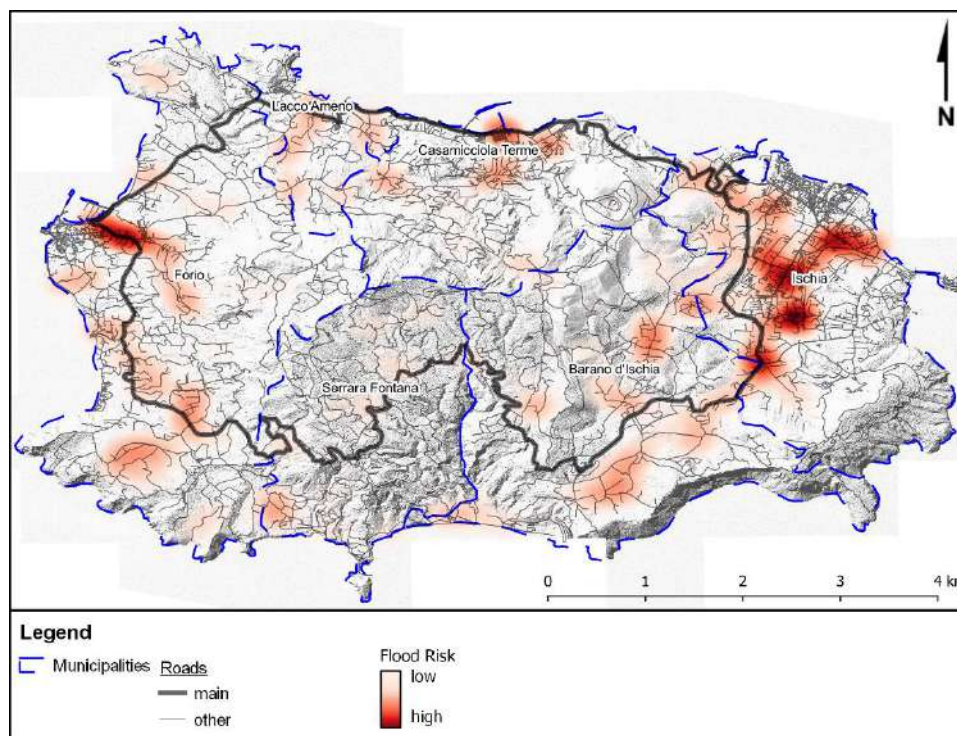 N
Lacco Ameno
Casamicciola Terme
Forio
Ischia
Barano d'Ischia
Serrara Fontana
0 1 2 3 4 km
Legend
Municipalities
Roads
main
other
Flood Risk
low
high